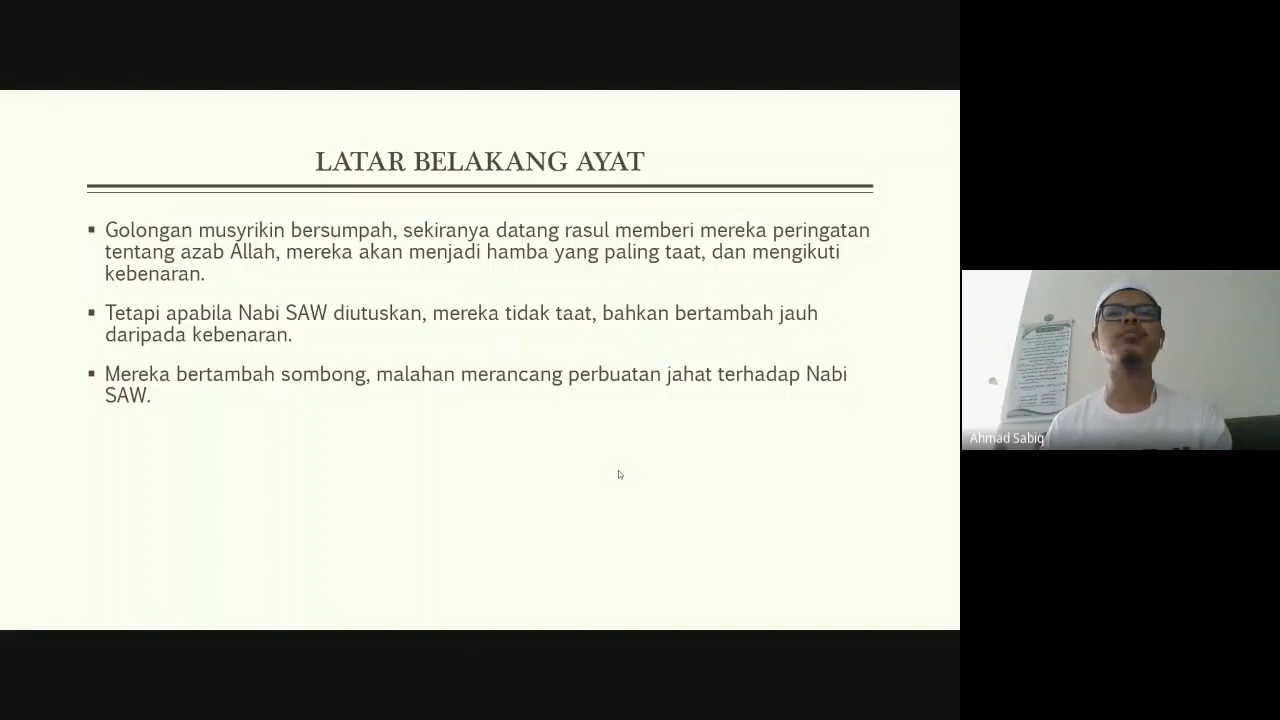 LATAR BELAKANG AYAT
▪ Golongan musyrikin bersumpah, sekiranya datang rasul memberi mereka peringatan
tentang azab Allah, mereka akan menjadi hamba yang paling taat, dan mengikuti
kebenaran.
▪ Tetapi apabila Nabi SAW diutuskan, mereka tidak taat, bahkan bertambah jauh
daripada kebenaran.
▪ Mereka bertambah sombong, malahan merancang perbuatan jahat terhadap Nabi
SAW.
Ahmad Sabiq